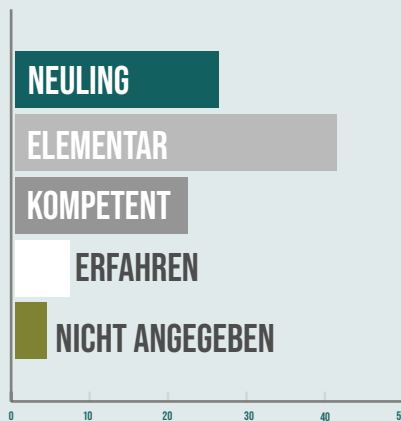 NEULING
ELEMENTAR
KOMPETENT
ERFAHREN
NICHT ANGEGEBEN
0 10 20 30 40 5